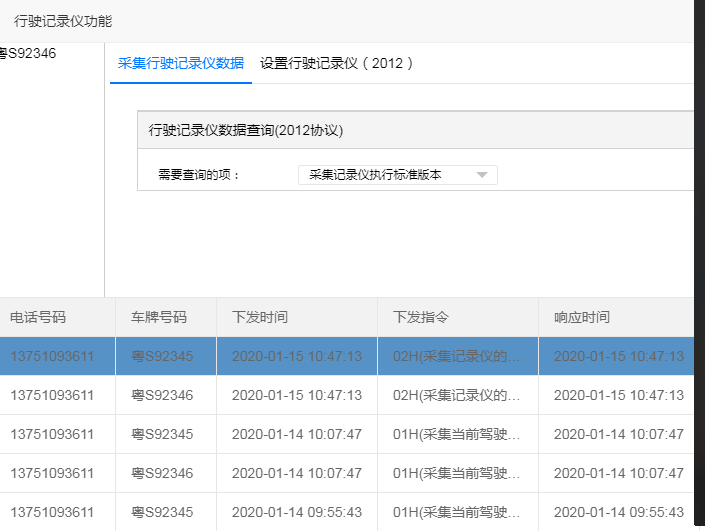 行驶记录仪功能
粤S92346
采集行驶记录仪数据 设置行驶记录仪（2012）
行驶记录仪数据查询(2012协议)
需要查询的项： 采集记录仪执行标准版本
电话号码 车牌号码 下发时间 下发指令 响应时间
13751093611 粤S92345 2020-01-15 10:47:13 02H(采集记录仪的... 2020-01-15 10:47:13
13751093611 粤S92346 2020-01-15 10:47:13 02H(采集记录仪的... 2020-01-15 10:47:13
13751093611 粤S92345 2020-01-14 10:07:47 01H(采集当前驾驶... 2020-01-14 10:07:47
13751093611 粤S92346 2020-01-14 10:07:47 01H(采集当前驾驶... 2020-01-14 10:07:47
13751093611 粤S92345 2020-01-14 09:55:43 01H(采集当前驾驶... 2020-01-14 09:55:43